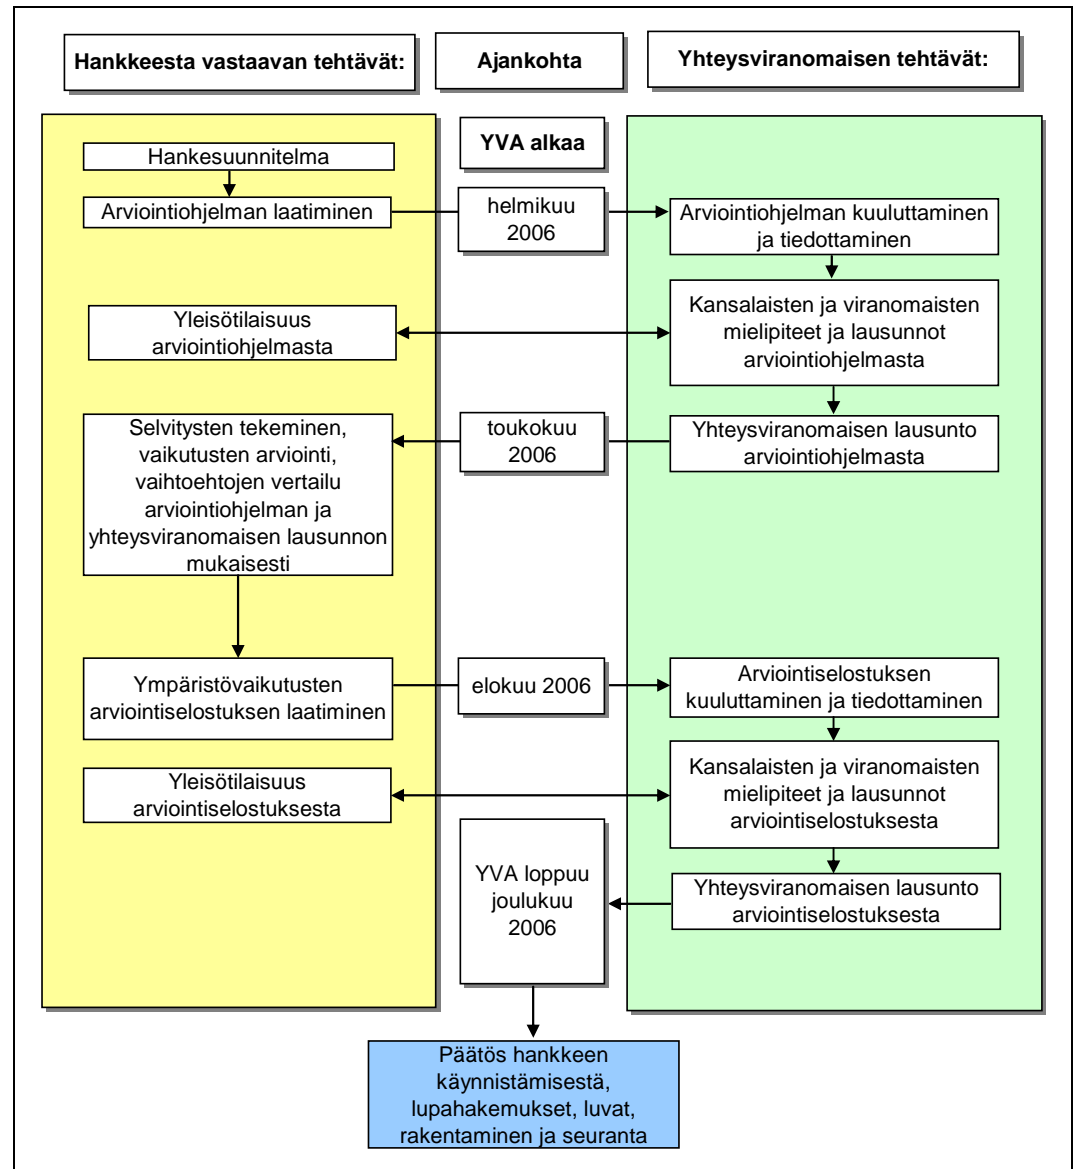 Hankkeesta vastaavan tehtävät:
Ajankohta
Yhteysviranomaisen tehtävät:
YVA alkaa
Hankesuunnitelma
Arviointiohjelman laatiminen
helmikuu
2006
Arviointiohjelman kuuluttaminen
ja tiedottaminen
Yleisötilaisuus
arviointiohjelmasta
Kansalaisten ja viranomaisten
mielipiteet ja lausunnot
arviointiohjelmasta
Selvitysten tekeminen,
vaikutusten arviointi,
vaihtoehtojen vertailu
arviointiohjelman ja
yhteysviranomaisen lausunnon
mukaisesti
toukokuu
2006
Yhteysviranomaisen lausunto
arviointiohjelmasta
Ympäristövaikutusten
arviointiselostuksen laatiminen
elokuu 2006
Arviointiselostuksen
kuuluttaminen ja tiedottaminen
Yleisötilaisuus
arviointiselostuksesta
Kansalaisten ja viranomaisten
mielipiteet ja lausunnot
arviointiselostuksesta
YVA loppuu
joulukuu
2006
Yhteysviranomaisen lausunto
arviointiselostuksesta
Päätös hankkeen
käynnistämisestä,
lupahakemukset, luvat,
rakentaminen ja seuranta